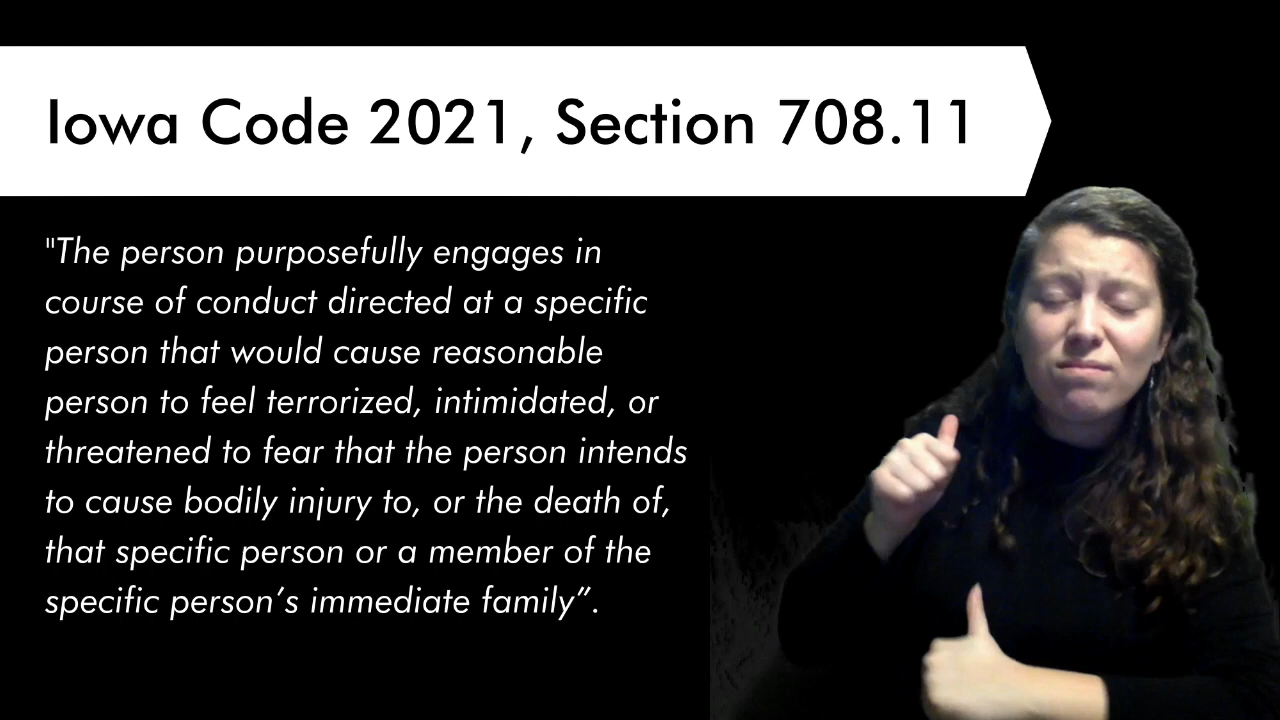 Iowa Code 2021, Section 708.11
"The person purposefully engages in
course of conduct directed at a specific
person that would cause reasonable
person to feel terrorized, intimidated, or
threatened to fear that the person intends
to cause bodily injury to, or the death of,
that specific person or a member of the
specific person’s immediate family”.